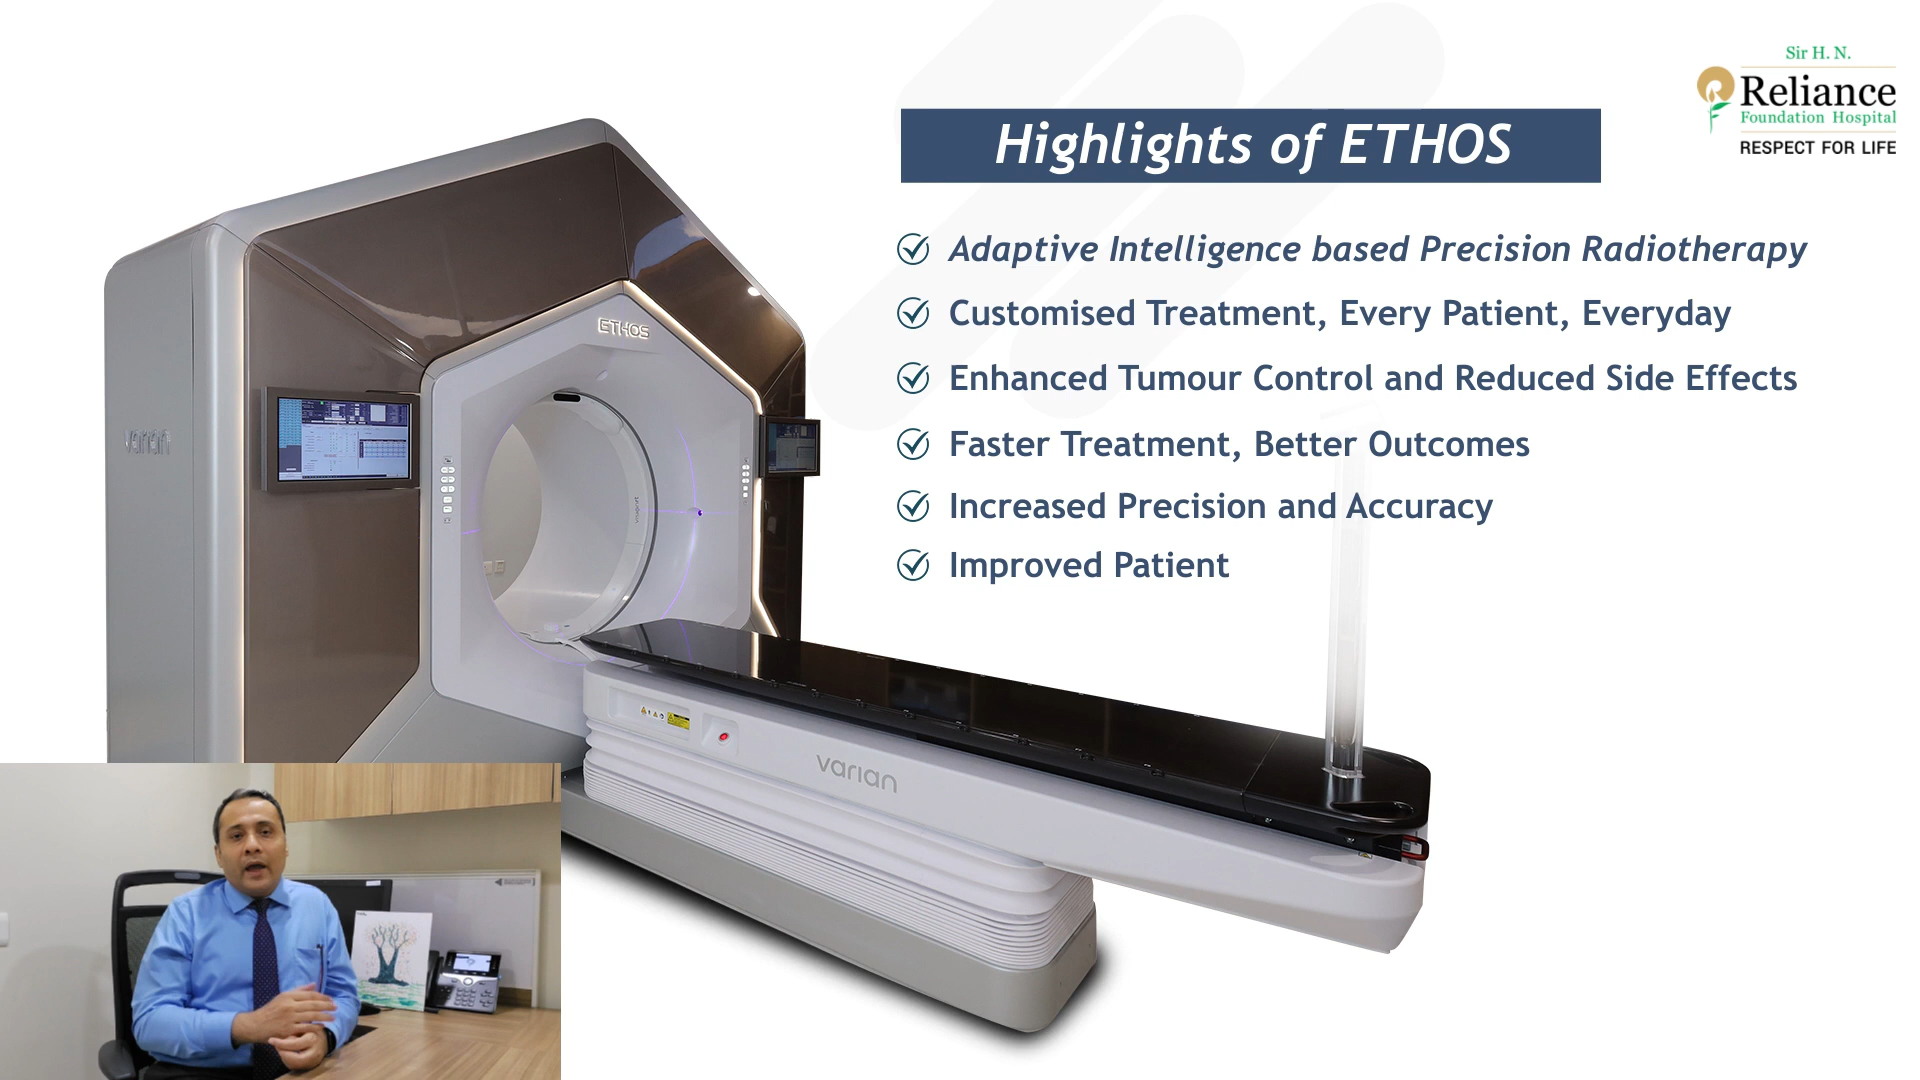 Sir H. N.
Reliance
Foundation Hospital
RESPECT FOR LIFE
Highlights of ETHOS
Adaptive Intelligence based Precision Radiotherapy
Customised Treatment, Every Patient, Everyday
Enhanced Tumour Control and Reduced Side Effects
Faster Treatment, Better Outcomes
Increased Precision and Accuracy
Improved Patient
ETHOS
varian
varian